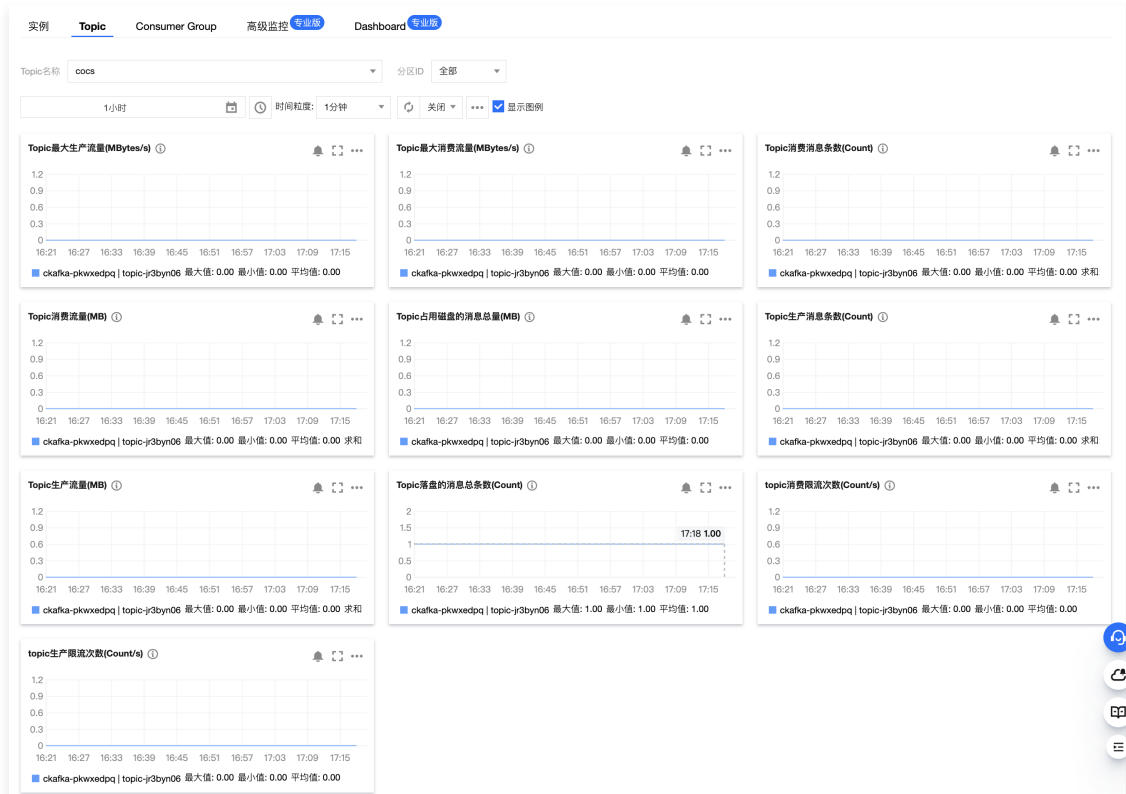 实例 Topic Consumer Group 高级监控 专业版 Dashboard 专业版
Topic名称 cocs 分区ID 全部
1小时 时间粒度: 1分钟 关闭 显示图例
Topic最大生产流量(MBytes/s)
1.2
0.9
0.6
0.3
0
16:21 16:27 16:33 16:39 16:45 16:51 16:57 17:03 17:09 17:15
ckafka-pkwxedpq | topic-jr3byn06 最大值: 0.00 最小值: 0.00 平均值: 0.00
Topic最大消费流量(MBytes/s)
1.2
0.9
0.6
0.3
0
16:21 16:27 16:33 16:39 16:45 16:51 16:57 17:03 17:09 17:15
ckafka-pkwxedpq | topic-jr3byn06 最大值: 0.00 最小值: 0.00 平均值: 0.00
Topic消费消息条数(Count)
1.2
0.9
0.6
0.3
0
16:21 16:27 16:33 16:39 16:45 16:51 16:57 17:03 17:09 17:15
ckafka-pkwxedpq | topic-jr3byn06 最大值: 0.00 最小值: 0.00 平均值: 0.00 求和
Topic消费流量(MB)
1.2
0.9
0.6
0.3
0
16:21 16:27 16:33 16:39 16:45 16:51 16:57 17:03 17:09 17:15
ckafka-pkwxedpq | topic-jr3byn06 最大值: 0.00 最小值: 0.00 平均值: 0.00 求和
Topic占用磁盘的消息总量(MB)
1.2
0.9
0.6
0.3
0
16:21 16:27 16:33 16:39 16:45 16:51 16:57 17:03 17:09 17:15
ckafka-pkwxedpq | topic-jr3byn06 最大值: 0.00 最小值: 0.00 平均值: 0.00
Topic生产消息条数(Count)
1.2
0.9
0.6
0.3
0
16:21 16:27 16:33 16:39 16:45 16:51 16:57 17:03 17:09 17:15
ckafka-pkwxedpq | topic-jr3byn06 最大值: 0.00 最小值: 0.00 平均值: 0.00 求和
Topic生产流量(MB)
1.2
0.9
0.6
0.3
0
16:21 16:27 16:33 16:39 16:45 16:51 16:57 17:03 17:09 17:15
ckafka-pkwxedpq | topic-jr3byn06 最大值: 0.00 最小值: 0.00 平均值: 0.00 求和
Topic落盘的消息总条数(Count)
2
1.5
17:18 1.00
1
0.5
0
16:21 16:27 16:33 16:39 16:45 16:51 16:57 17:03 17:09 17:15
ckafka-pkwxedpq | topic-jr3byn06 最大值: 1.00 最小值: 1.00 平均值: 1.00
topic消费限流次数(Count/s)
1.2
0.9
0.6
0.3
0
16:21 16:27 16:33 16:39 16:45 16:51 16:57 17:03 17:09 17:15
ckafka-pkwxedpq | topic-jr3byn06 最大值: 0.00 最小值: 0.00 平均值: 0.00
topic生产限流次数(Count/s)
1.2
0.9
0.6
0.3
0
16:21 16:27 16:33 16:39 16:45 16:51 16:57 17:03 17:09 17:15
ckafka-pkwxedpq | topic-jr3byn06 最大值: 0.00 最小值: 0.00 平均值: 0.00